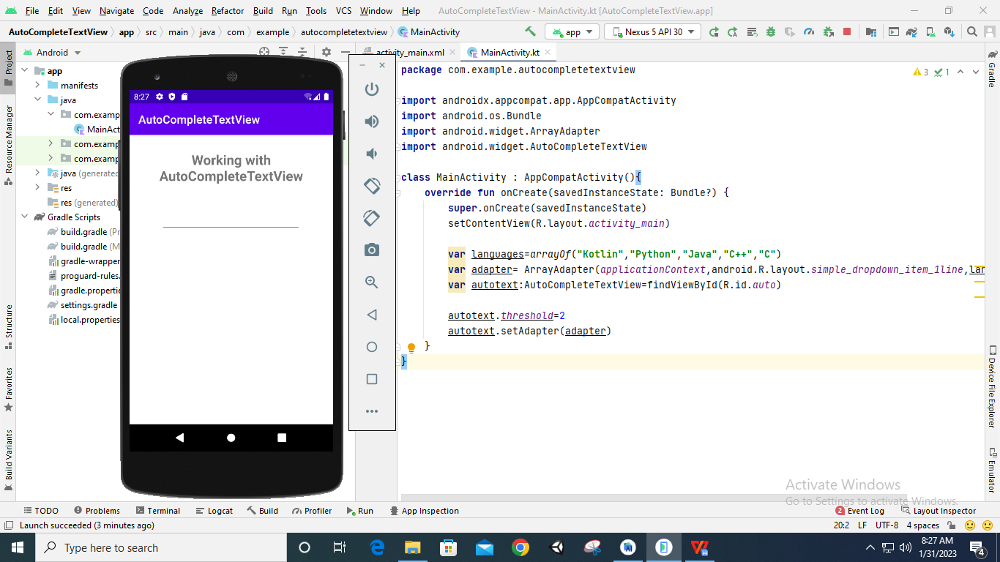 File Edit View Navigate Code Analyze Refactor Build Run Tools VCS Window Help AutoCompleteTextView - MainActivity.kt [AutoCompleteTextView.app]
AutoCompleteTextView app src main java com example autocompletetextview MainActivity app Nexus 5 API 30
Project
Resource Manager
Structure
Favorites
Build Variants
Android
app
manifests
java
com.examp
MainAct
com.examp
com.examp
java (generated
res
res (generated)
Gradle Scripts
build.gradle (Pr
build.gradle (M
gradle-wrapper
proguard-rules.
gradle.propertie
settings.gradle
local.properties
8:27
AutoCompleteTextView
Working with
AutoCompleteTextView
activity_main.xml MainActivity.kt
3 1
package com.example.autocompletetextview
import androidx.appcompat.app.AppCompatActivity
import android.os.Bundle
import android.widget.ArrayAdapter
import android.widget.AutoCompleteTextView
class MainActivity : AppCompatActivity(){
override fun onCreate(savedInstanceState: Bundle?) {
super.onCreate(savedInstanceState)
setContentView(R.layout.activity_main)
var languages=arrayOf("Kotlin","Python","Java","C++","C")
var adapter= ArrayAdapter(applicationContext,android.R.layout.simple_dropdown_item_1line,lan
var autotext:AutoCompleteTextView=findViewById(R.id.auto)
autotext.threshold=2
autotext.setAdapter(adapter)
}
}
Gradle
Device File Explorer
Emulator
Activate Windows
Go to Settings to activate Windows.
TODO Problems Terminal Logcat Build Profiler Run App Inspection 2 Event Log Layout Inspector
Launch succeeded (3 minutes ago) 20:2 LF UTF-8 4 spaces
Type here to search
8:27 AM
1/31/2023
4